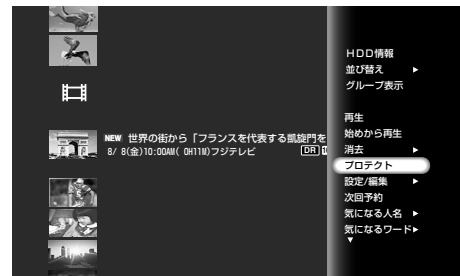 NEW 世界の街から「フランスを代表する凱旋門を
8/ 8(金)10:00AM( 0H11M)フジテレビ DR
HDD情報
並び替え ▶
グループ表示
再生
始めから再生
消去 ▶
プロテクト
設定/編集 ▶
次回予約
気になる人名 ▶
気になるワード▶
▼